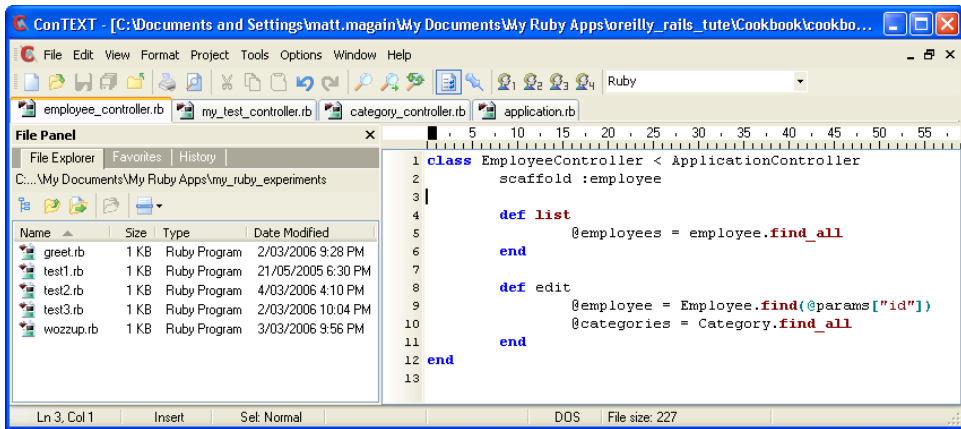 ConTEXT - [C:\Documents and Settings\matt.magain\My Documents\My Ruby Apps\oreilly_rails_tute\Cookbook\cookbo...
File Edit View Format Project Tools Options Window Help
1 2 3 4 Ruby
employee_controller.rb my_test_controller.rb category_controller.rb application.rb
File Panel
File Explorer Favorites History
C:...\My Documents\My Ruby Apps\my_ruby_experiments
Name Size Type Date Modified
greet.rb 1 KB Ruby Program 2/03/2006 9:28 PM
test1.rb 1 KB Ruby Program 21/05/2005 6:30 PM
test2.rb 1 KB Ruby Program 4/03/2006 4:10 PM
test3.rb 1 KB Ruby Program 2/03/2006 10:04 PM
wozzup.rb 1 KB Ruby Program 3/03/2006 9:56 PM
5 10 15 20 25 30 35 40 45 50 55
1 class EmployeeController < ApplicationController
2 scaffold :employee
3
4 def list
5 @employees = employee.find_all
6 end
7
8 def edit
9 @employee = Employee.find(@params["id"])
10 @categories = Category.find_all
11 end
12 end
13
Ln 3, Col 1 Insert Sel: Normal DOS File size: 227